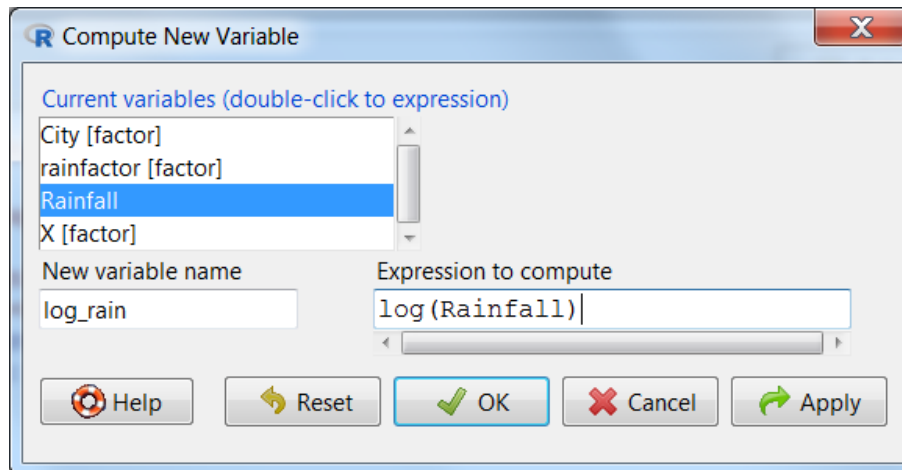 Compute New Variable
Current variables (double-click to expression)
City [factor]
rainfactor [factor]
Rainfall
X [factor]
New variable name
Expression to compute
log_rain
log(Rainfall)
Help
Reset
OK
Cancel
Apply